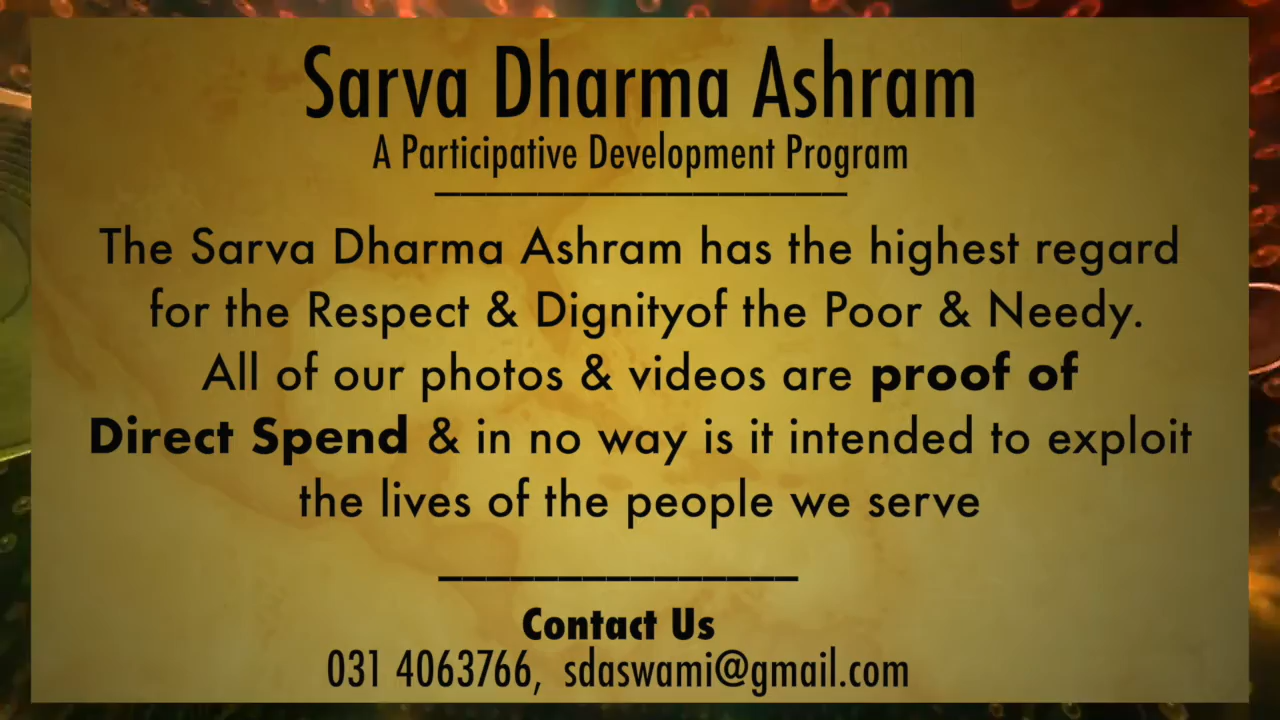 Sarva Dharma Ashram
A Participative Development Program
The Sarva Dharma Ashram has the highest regard
for the Respect & Dignityof the Poor & Needy.
All of our photos & videos are proof of
Direct Spend & in no way is it intended to exploit
the lives of the people we serve
Contact Us
031 4063766, sdaswami@gmail.com